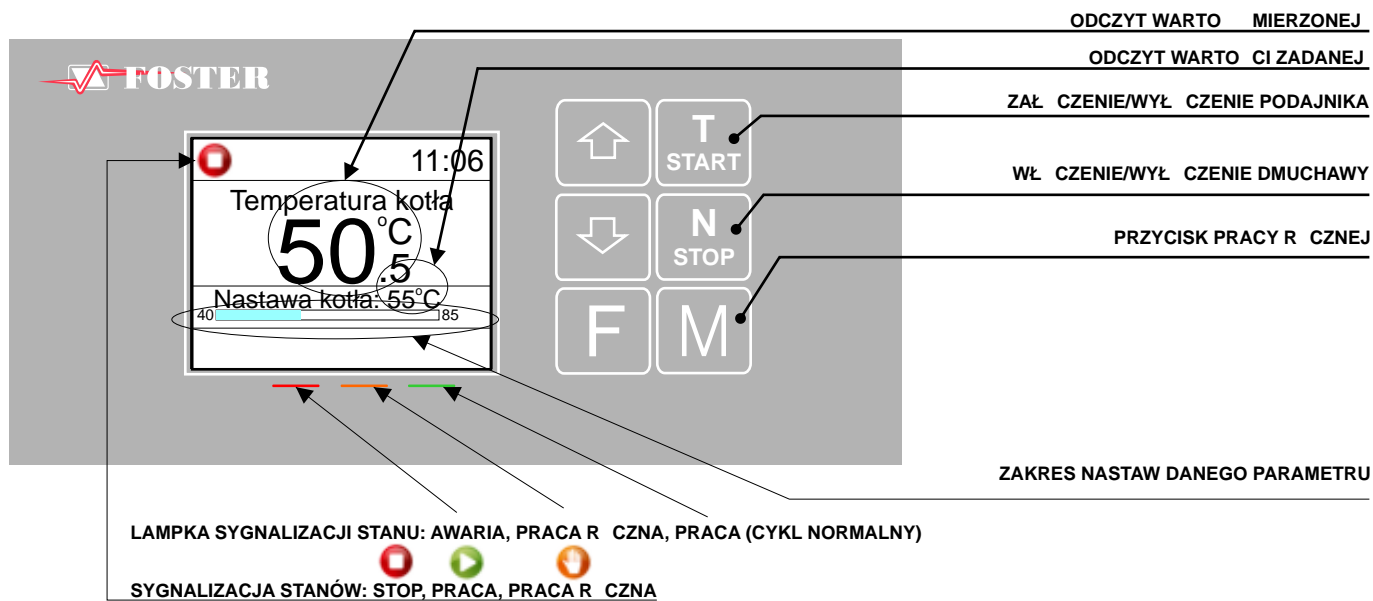 ODCZYT WARTO MIERZONEJ
ODCZYT WARTO CI ZADANEJ
FOSTER
ZAŁ CZENIE/WYŁ CZENIE PODAJNIKA
T
START
11:06
WŁ CZENIE/WYŁ CZENIE DMUCHAWY
Temperatura kotła
50.5°C
N
STOP
PRZYCISK PRACY R CZNEJ
Nastawa kotła: 55°C
40 85
F M
ZAKRES NASTAW DANEGO PARAMETRU
LAMPKA SYGNALIZACJI STANU: AWARIA, PRACA R CZNA, PRACA (CYKL NORMALNY)
SYGNALIZACJA STANÓW: STOP, PRACA, PRACA R CZNA